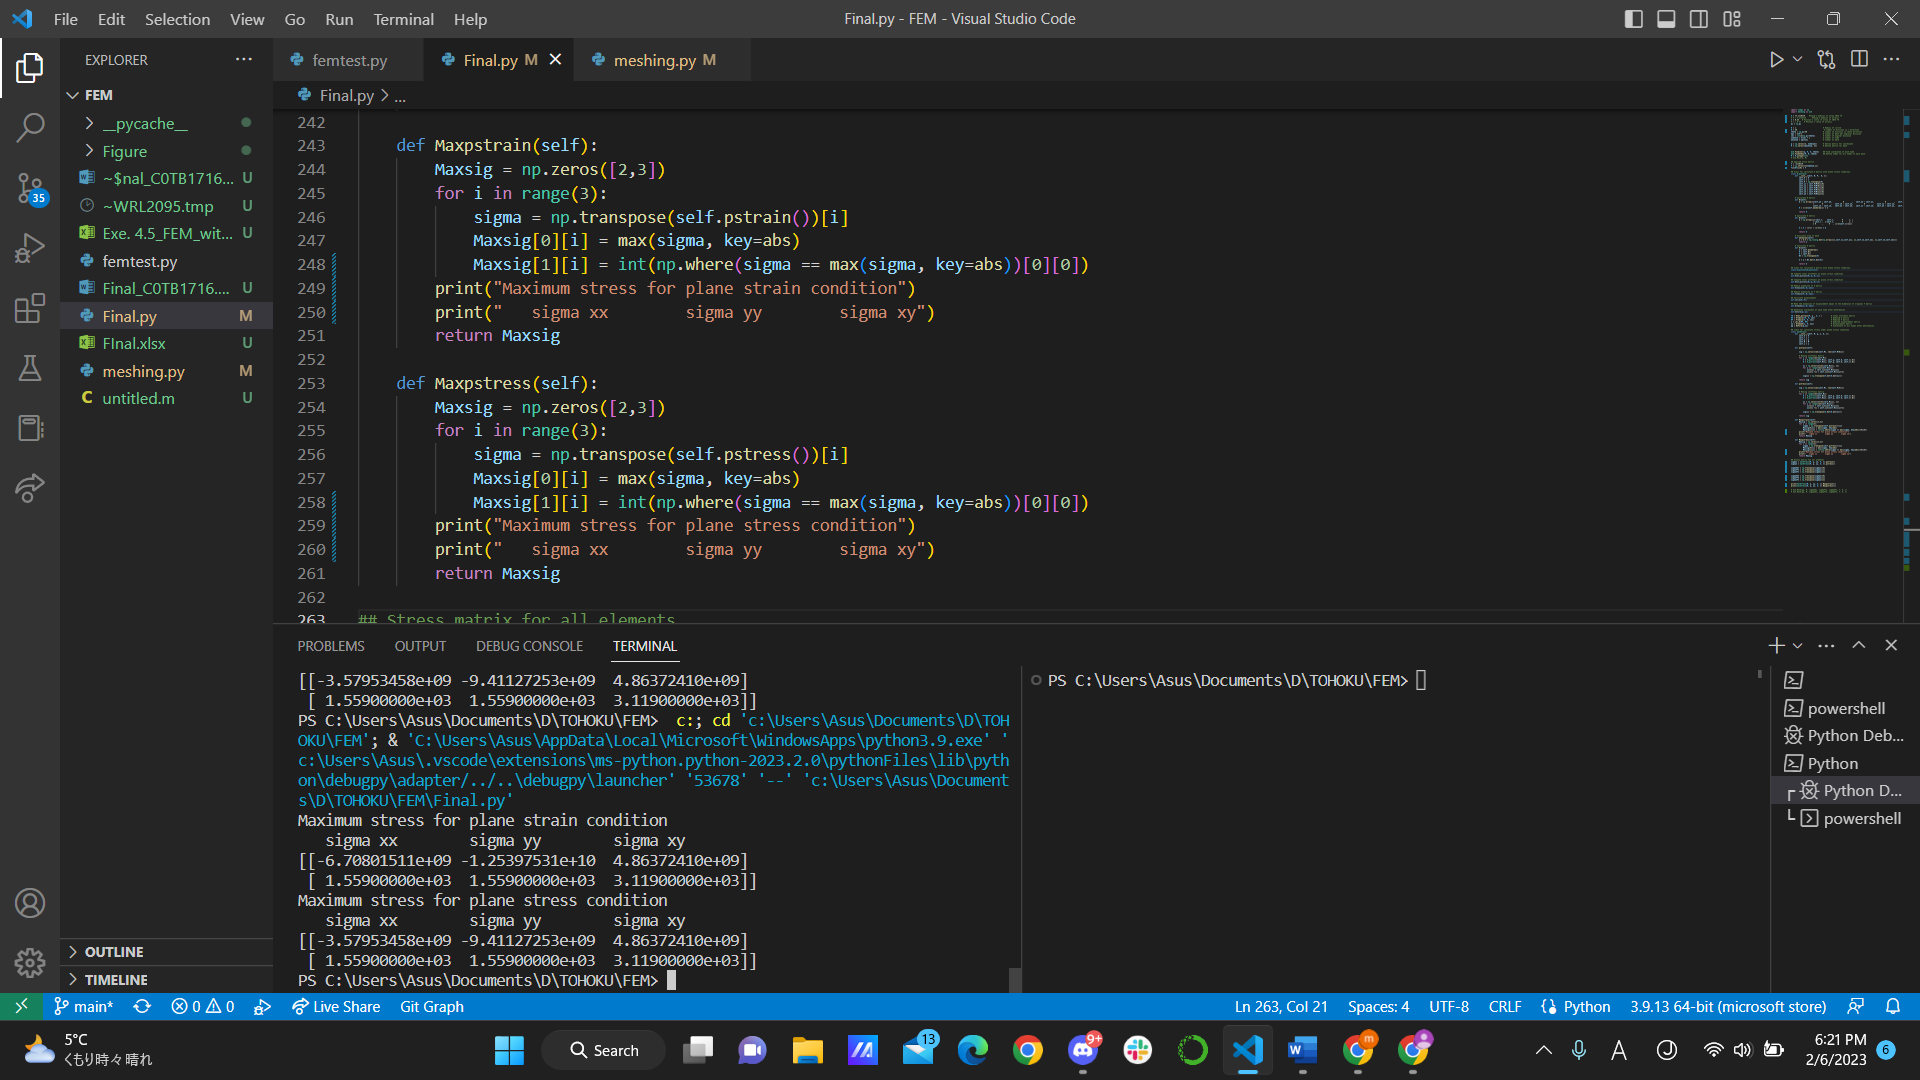 File Edit Selection View Go Run Terminal Help
Final.py - FEM - Visual Studio Code
EXPLORER
FEM
__pycache__
Figure
~$nal_C0TB1716... U
~WRL2095.tmp U
Exe. 4.5_FEM_wit... U
femtest.py
Final_C0TB1716.... U
Final.py M
FInal.xlsx U
meshing.py M
untitled.m U
OUTLINE
TIMELINE
35
femtest.py
Final.py M
meshing.py M
Final.py > ...
242
243 def Maxpstrain(self):
244 Maxsig = np.zeros([2,3])
245 for i in range(3):
246 sigma = np.transpose(self.pstrain())[i]
247 Maxsig[0][i] = max(sigma, key=abs)
248 Maxsig[1][i] = int(np.where(sigma == max(sigma, key=abs))[0][0])
249 print("Maximum stress for plane strain condition")
250 print("   sigma xx        sigma yy        sigma xy")
251 return Maxsig
252
253 def Maxpstress(self):
254 Maxsig = np.zeros([2,3])
255 for i in range(3):
256 sigma = np.transpose(self.pstress())[i]
257 Maxsig[0][i] = max(sigma, key=abs)
258 Maxsig[1][i] = int(np.where(sigma == max(sigma, key=abs))[0][0])
259 print("Maximum stress for plane stress condition")
260 print("   sigma xx        sigma yy        sigma xy")
261 return Maxsig
262
263 ## Stress matrix for all elements
PROBLEMS OUTPUT DEBUG CONSOLE TERMINAL
[[-3.57953458e+09 -9.41127253e+09  4.86372410e+09]
 [ 1.55900000e+03  1.55900000e+03  3.11900000e+03]]
PS C:\Users\Asus\Documents\D\TOHOKU\FEM>  c:; cd 'c:\Users\Asus\Documents\D\TOH
OKU\FEM'; & 'C:\Users\Asus\AppData\Local\Microsoft\WindowsApps\python3.9.exe' '
c:\Users\Asus\.vscode\extensions\ms-python.python-2023.2.0\pythonFiles\lib\pyth
on\debugpy\adapter/../..\debugpy\launcher' '53678' '--' 'c:\Users\Asus\Document
s\D\TOHOKU\FEM\Final.py'
Maximum stress for plane strain condition
   sigma xx        sigma yy        sigma xy
[[-6.70801511e+09 -1.25397531e+10  4.86372410e+09]
 [ 1.55900000e+03  1.55900000e+03  3.11900000e+03]]
Maximum stress for plane stress condition
   sigma xx        sigma yy        sigma xy
[[-3.57953458e+09 -9.41127253e+09  4.86372410e+09]
 [ 1.55900000e+03  1.55900000e+03  3.11900000e+03]]
PS C:\Users\Asus\Documents\D\TOHOKU\FEM>
PS C:\Users\Asus\Documents\D\TOHOKU\FEM>
powershell
Python Deb...
Python
Python D...
powershell
main* 0 0 Live Share Git Graph
Ln 263, Col 21 Spaces: 4 UTF-8 CRLF Python 3.9.13 64-bit (microsoft store)
5°C
くもり時々晴れ
Search
13
9+
A
6:21 PM
2/6/2023
6